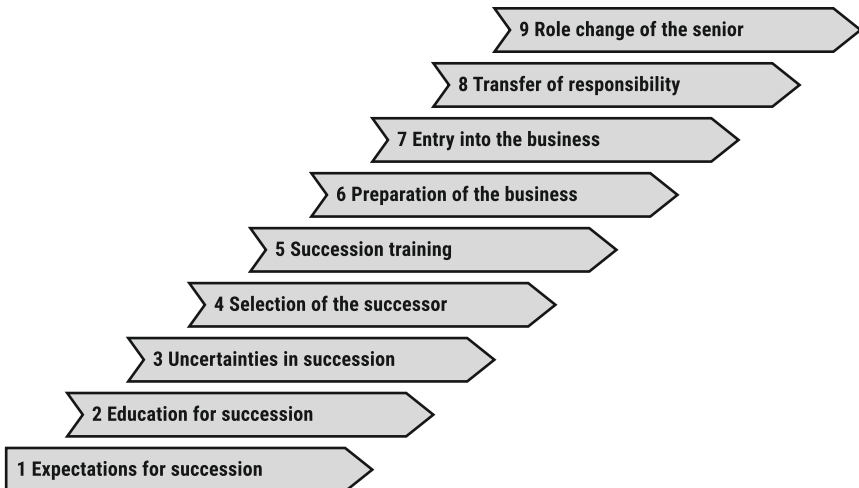 9 Role change of the senior
8 Transfer of responsibility
7 Entry into the business
6 Preparation of the business
5 Succession training
4 Selection of the successor
3 Uncertainties in succession
2 Education for succession
1 Expectations for succession